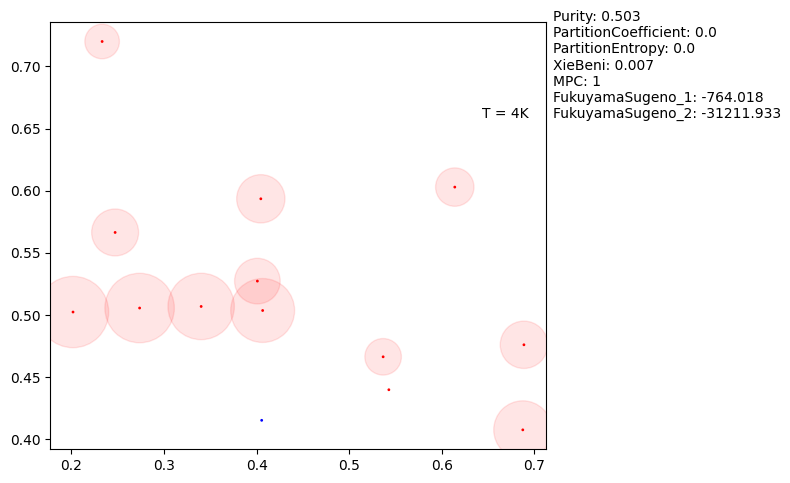 Purity: 0.503
PartitionCoefficient: 0.0
PartitionEntropy: 0.0
XieBeni: 0.007
MPC: 1
FukuyamaSugeno_1: -764.018
FukuyamaSugeno_2: -31211.933
T = 4K
0.70
0.65
0.60
0.55
0.50
0.45
0.40
0.2 0.3 0.4 0.5 0.6 0.7